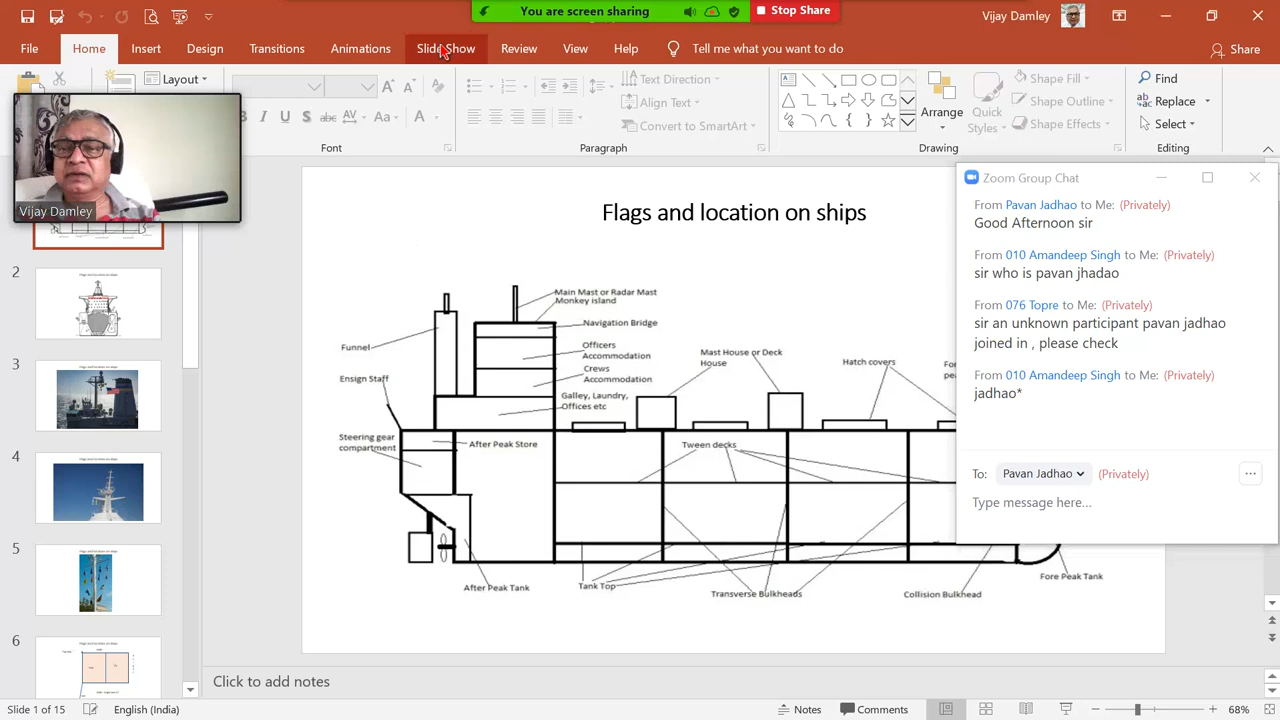 You are screen sharing
Stop Share
Vijay Damley
File Home Insert Design Transitions Animations Slide Show Review View Help Tell me what you want to do Share
Layout
Text Direction
Align Text
Convert to SmartArt
Arrange
Quick
Styles
Shape Fill
Shape Outline
Shape Effects
Find
Replace
Select
Font
Paragraph
Drawing
Editing
Vijay Damley
2
3
4
5
6
Flags and location on ships
Main Mast or Radar Mast
Monkey island
Navigation Bridge
Funnel
Officers
Accommodation
Mast House or Deck
House
Hatch covers
Crews
Accommodation
Ensign Staff
Galley, Laundry,
Offices etc
Steering gear
compartment
After Peak Store
Tween decks
After Peak Tank
Tank Top
Transverse Bulkheads
Collision Bulkhead
Fore Peak Tank
Zoom Group Chat
From Pavan Jadhao to Me: (Privately)
Good Afternoon sir
From 010 Amandeep Singh to Me: (Privately)
sir who is pavan jhadao
From 076 Topre to Me: (Privately)
sir an unknown participant pavan jadhao
joined in , please check
From 010 Amandeep Singh to Me: (Privately)
jadhao*
To: Pavan Jadhao (Privately)
Type message here...
Click to add notes
Slide 1 of 15 English (India) Notes Comments 68%